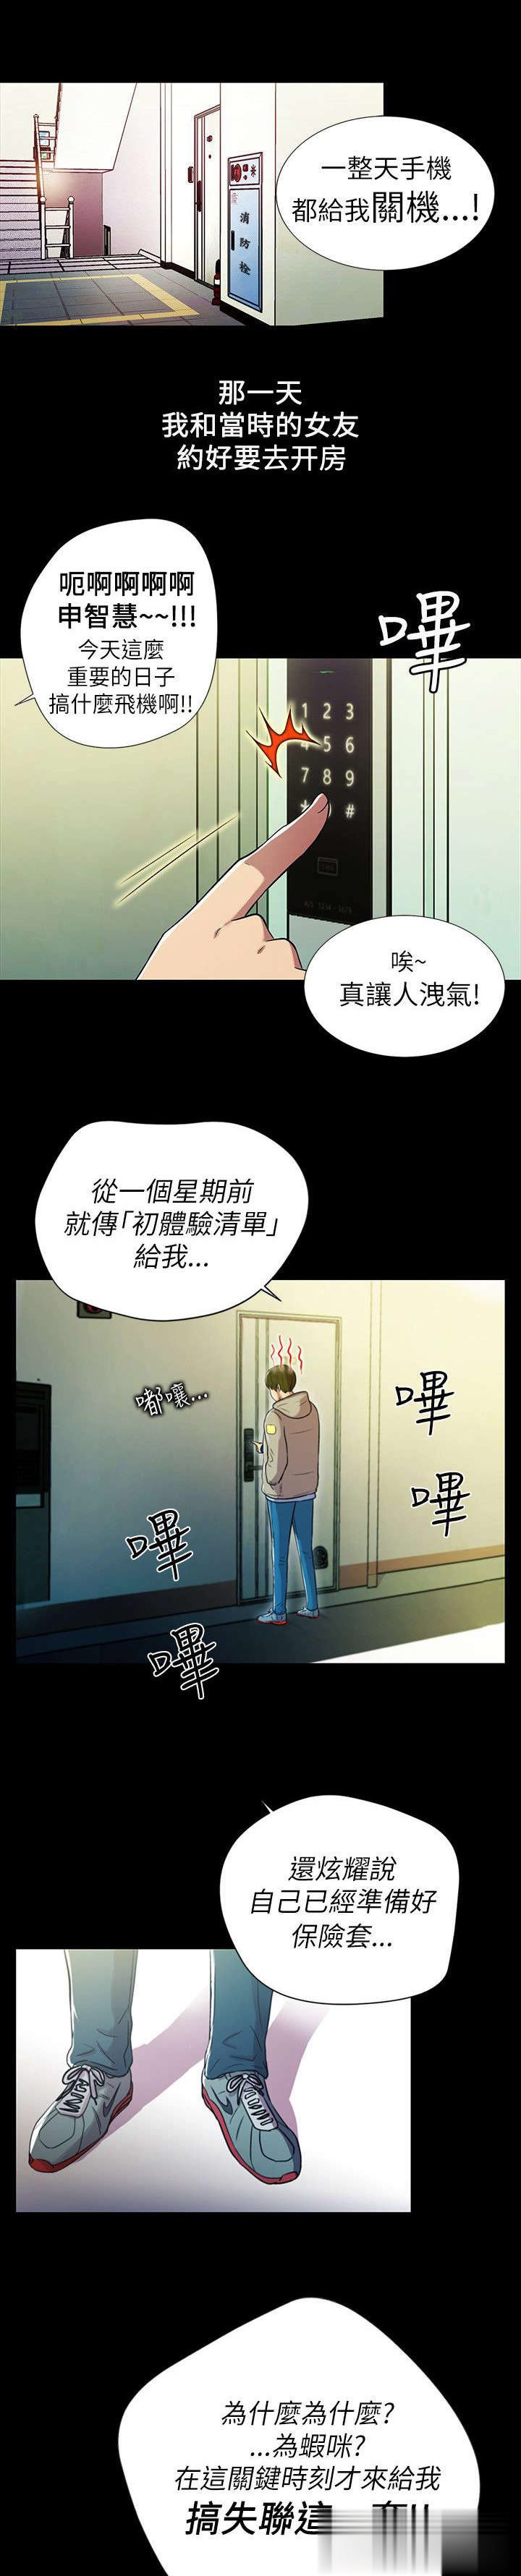 一整天手機
都給我關機...!
消
防
栓
那一天
我和當時的女友
約好要去开房
呃啊啊啊啊
申智慧~~!!!
今天這麼
重要的日子
搞什麼飛機啊!!
嗶
1 2 3
4 5 6
7 8 9
* #
唉~
真讓人洩氣!
從一個星期前
就傳「初體驗清單」
給我...
嘟囔...
嗶
嗶
嗶
嗶
還炫耀說
自己已經準備好
保險套...
為什麼為什麼?
...為蝦咪?
在這關鍵時刻才來給我
搞失聯這